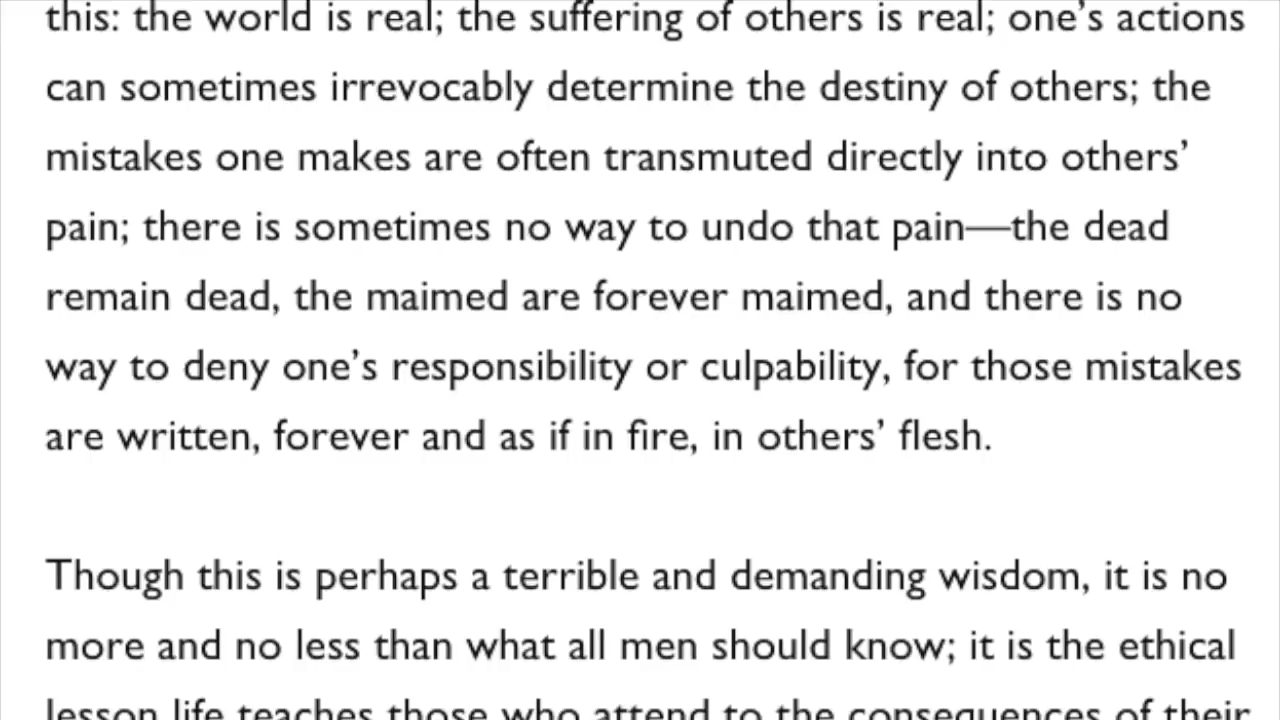 this: the world is real; the suffering of others is real; one’s actions
can sometimes irrevocably determine the destiny of others; the
mistakes one makes are often transmuted directly into others’
pain; there is sometimes no way to undo that pain—the dead
remain dead, the maimed are forever maimed, and there is no
way to deny one’s responsibility or culpability, for those mistakes
are written, forever and as if in fire, in others’ flesh.
Though this is perhaps a terrible and demanding wisdom, it is no
more and no less than what all men should know; it is the ethical
lesson life teaches those who attend to the consequences of their